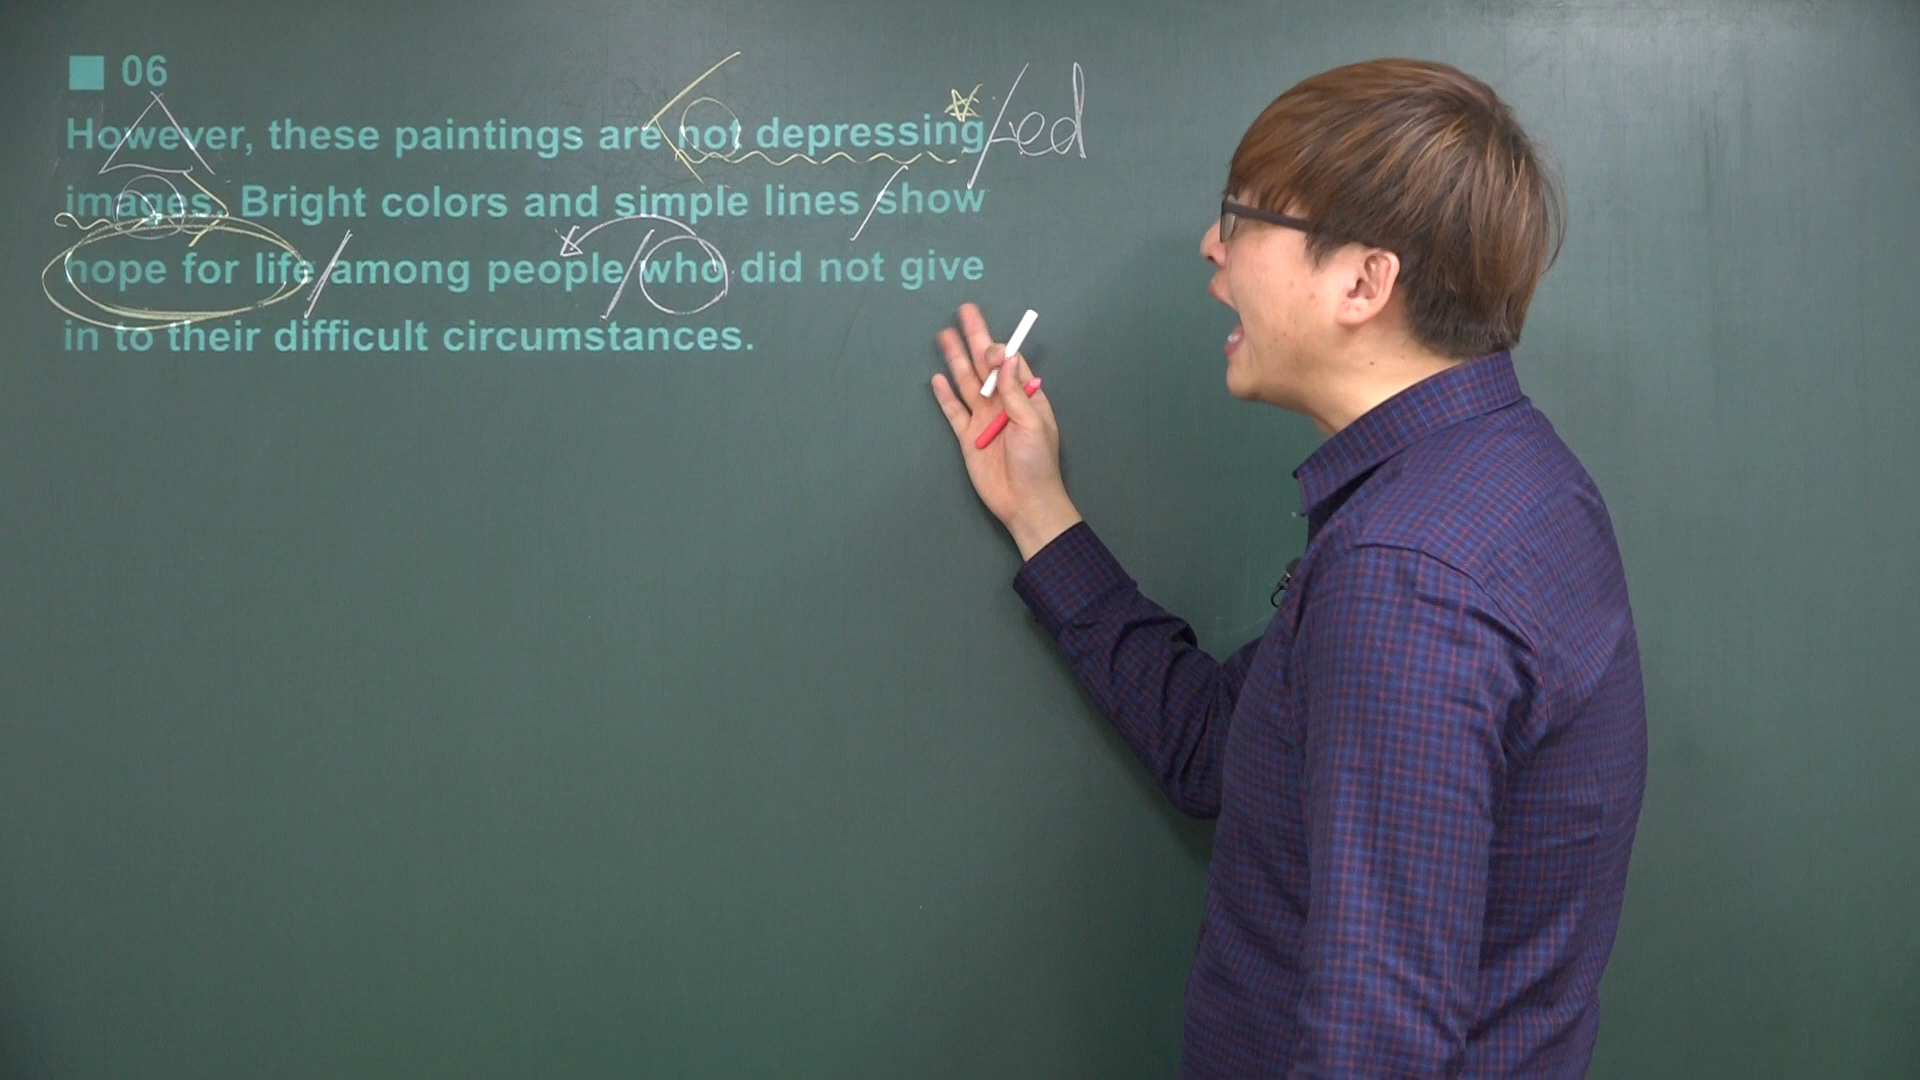 ■ 06
However, these paintings are not depressing/-ed
images. Bright colors and simple lines show
hope for life among people who did not give
in to their difficult circumstances.